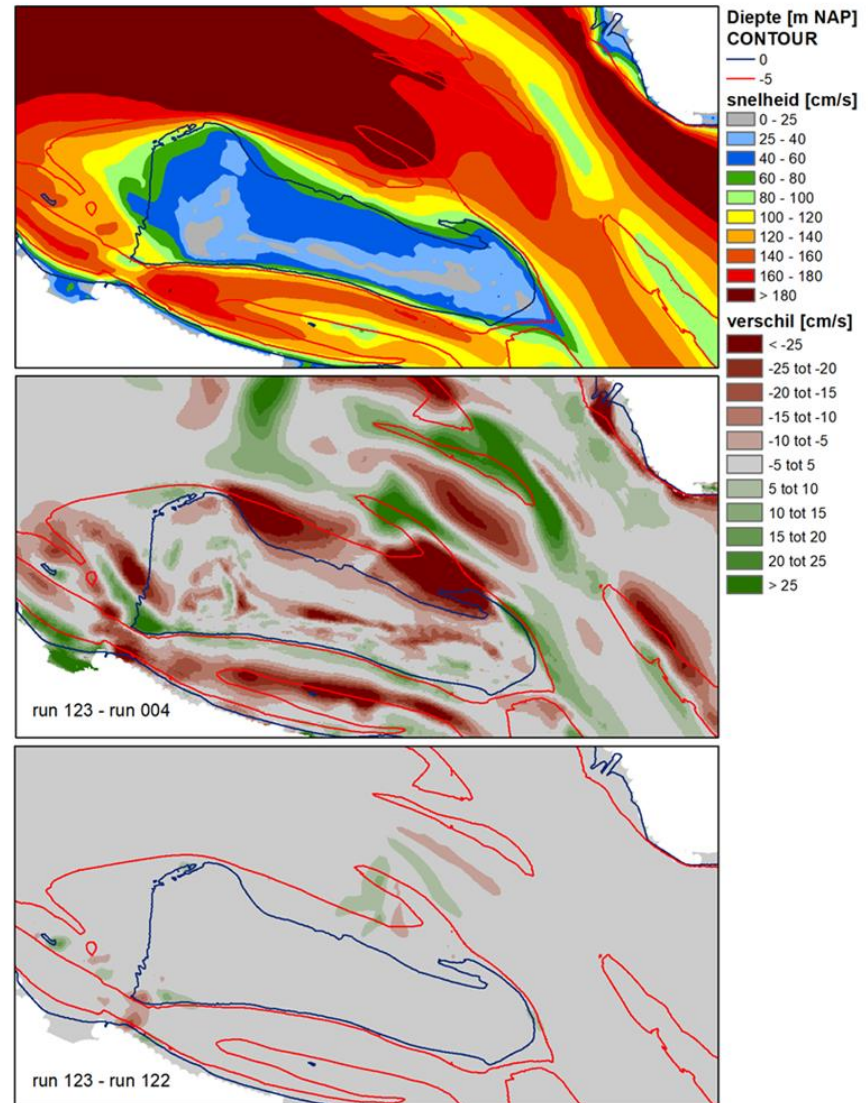 Diepte [m NAP]
CONTOUR
0
-5
snelheid [cm/s]
0 - 25
25 - 40
40 - 60
60 - 80
80 - 100
100 - 120
120 - 140
140 - 160
160 - 180
> 180
verschil [cm/s]
< -25
-25 tot -20
-20 tot -15
-15 tot -10
-10 tot -5
-5 tot 5
5 tot 10
10 tot 15
15 tot 20
20 tot 25
> 25
run 123 - run 004
run 123 - run 122